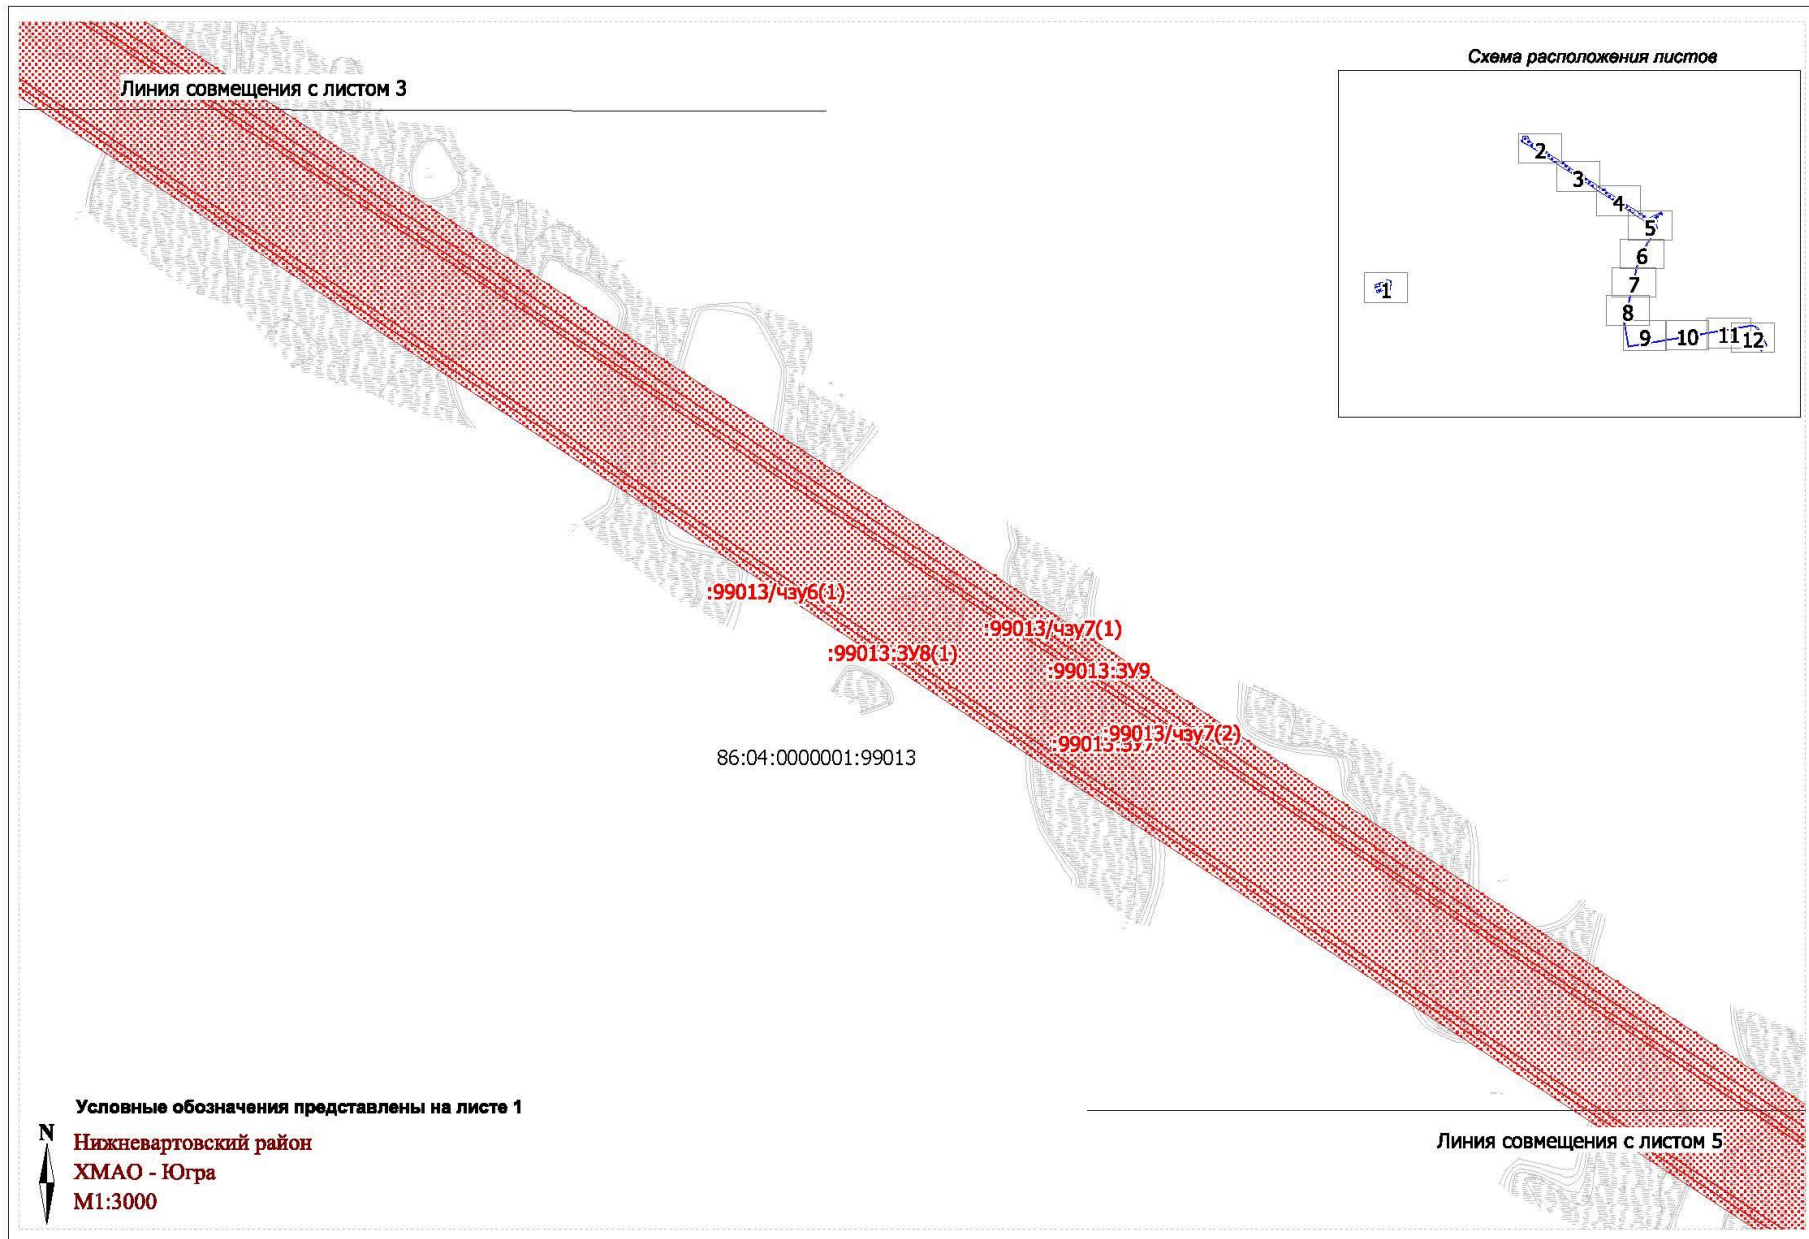 Схема расположения листов
Линия совмещения с листом 3
2
3
4
5
6
7
1
8
9
10
11
12
:99013/чзу6(1)
:99013/чзу7(1)
:99013:ЗУ8(1)
:99013:ЗУ9
:99013/чзу7(2)
:99013:ЗУ7
86:04:0000001:99013
Условные обозначения представлены на листе 1
N
Нижневартовский район
ХМАО - Югра
М1:3000
Линия совмещения с листом 5